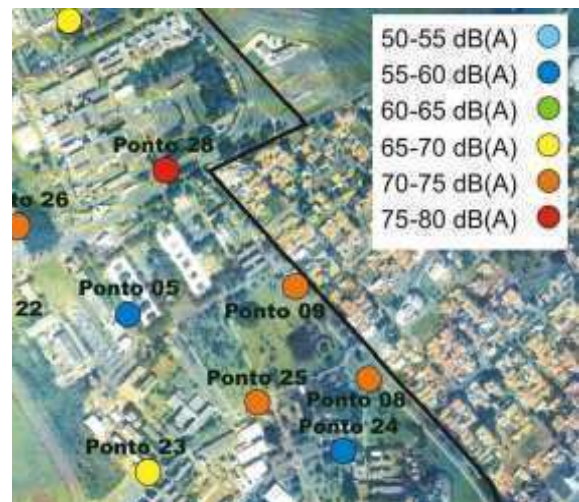 50-55 dB(A)
55-60 dB(A)
60-65 dB(A)
65-70 dB(A)
70-75 dB(A)
75-80 dB(A)
Ponto 28
to 26
Ponto 05
Ponto 09
22
Ponto 25
Ponto 08
Ponto 24
Ponto 23